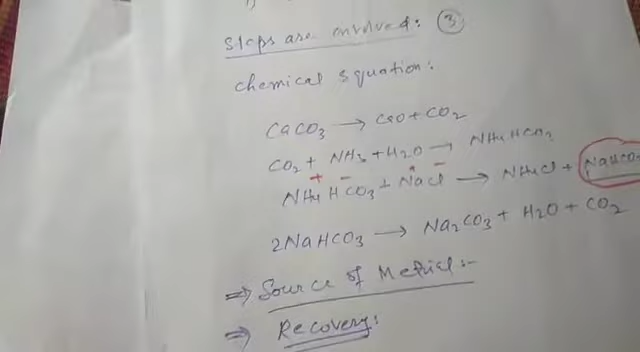 Steps are involved: ③
chemical equation:
CaCO3 → CaO + CO2
CO2 + NH3 + H2O → NH4HCO3
NH4HCO3 + NaCl → NH4Cl + NaHCO3
2NaHCO3 → Na2CO3 + H2O + CO2
⇒ Source of
⇒ Recovery: